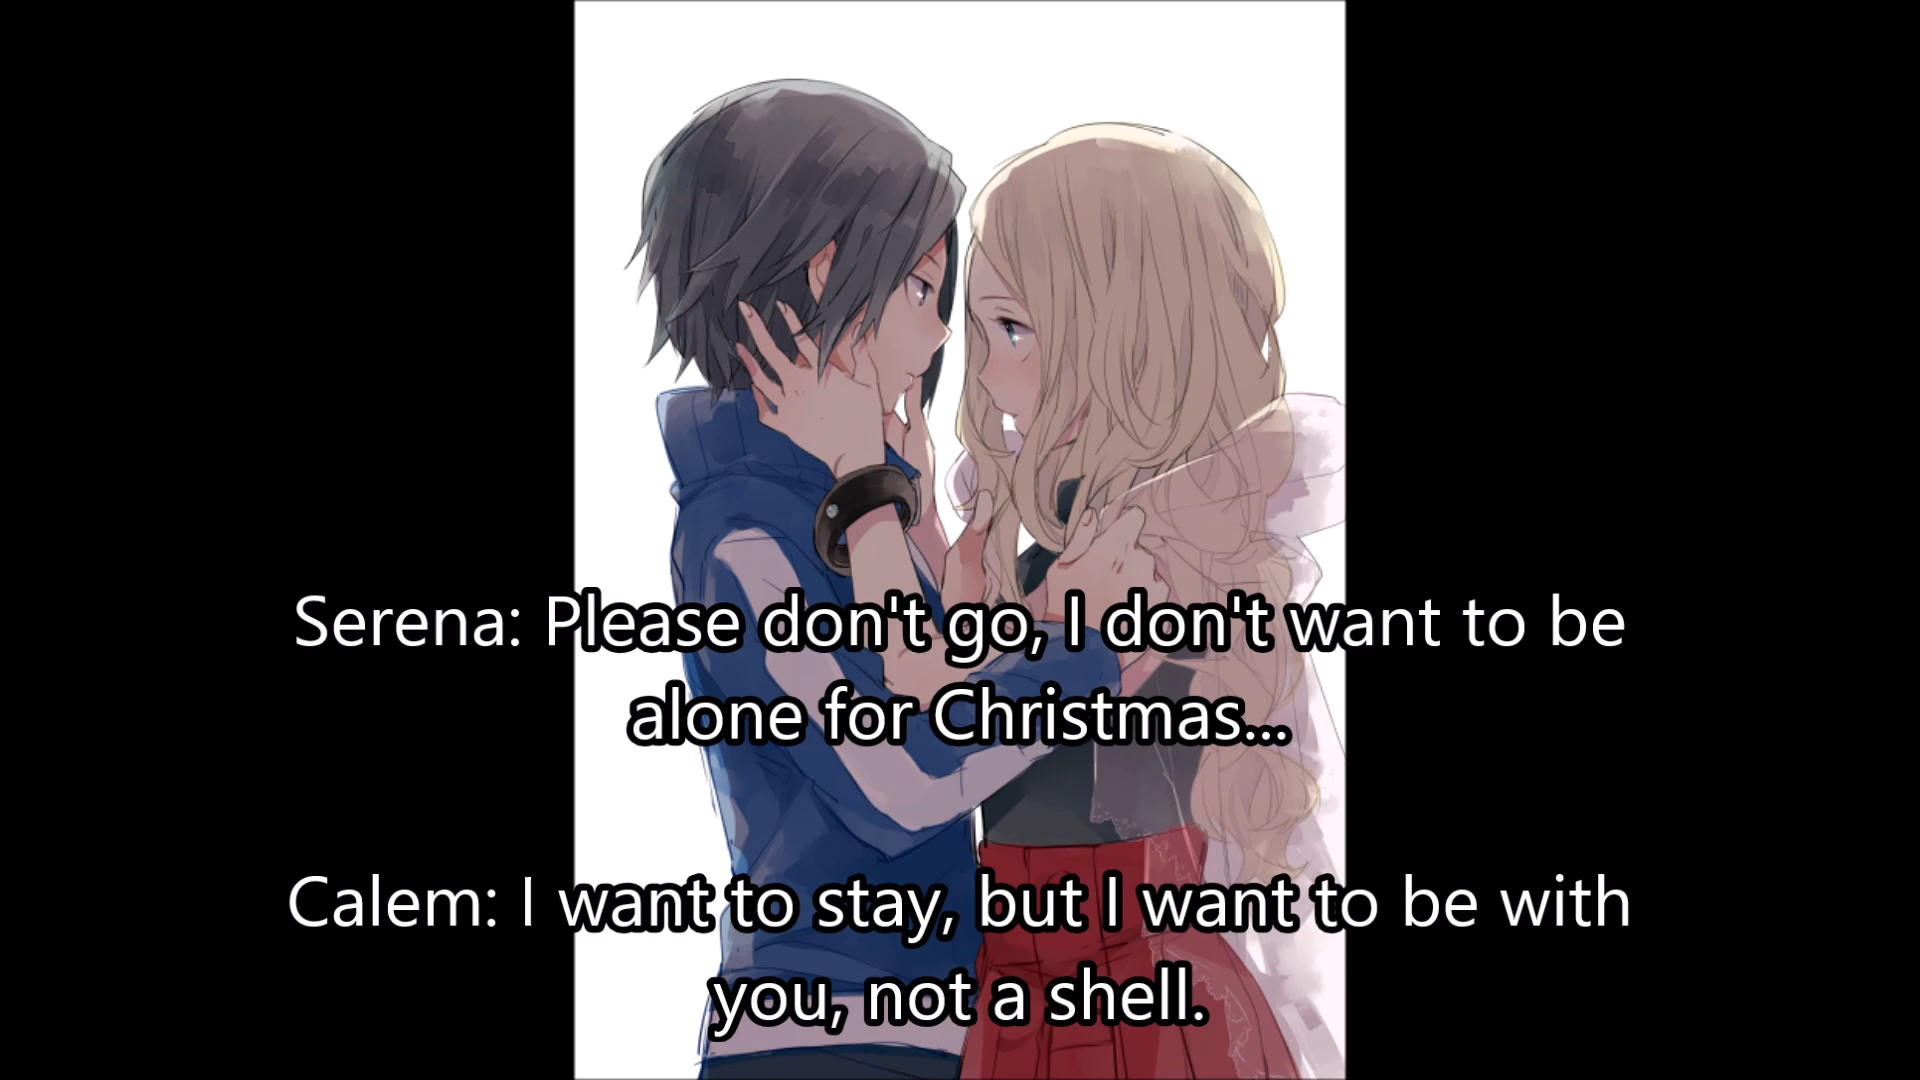 Serena: Please don't go, I don't want to be
alone for Christmas...
Calem: I want to stay, but I want to be with
you, not a shell.